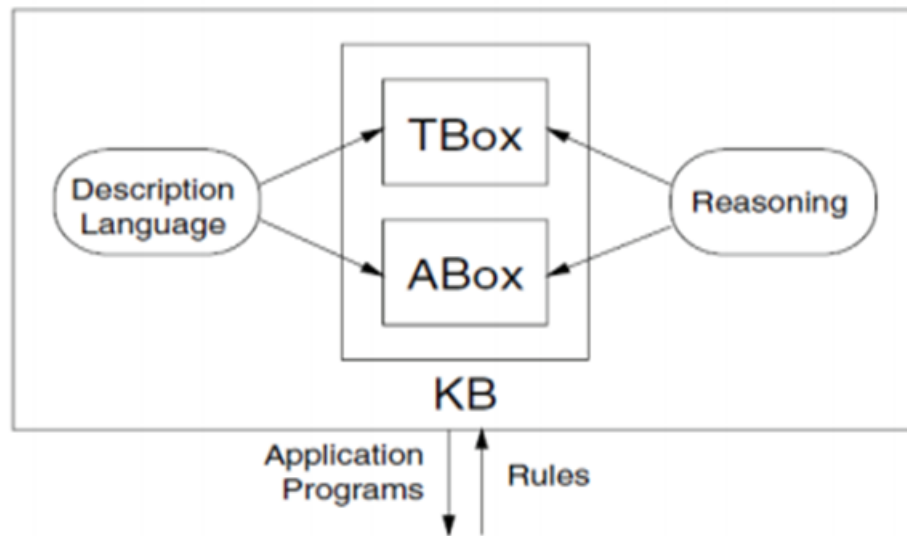 TBox
Description
Language
Reasoning
ABox
KB
Application
Programs
Rules